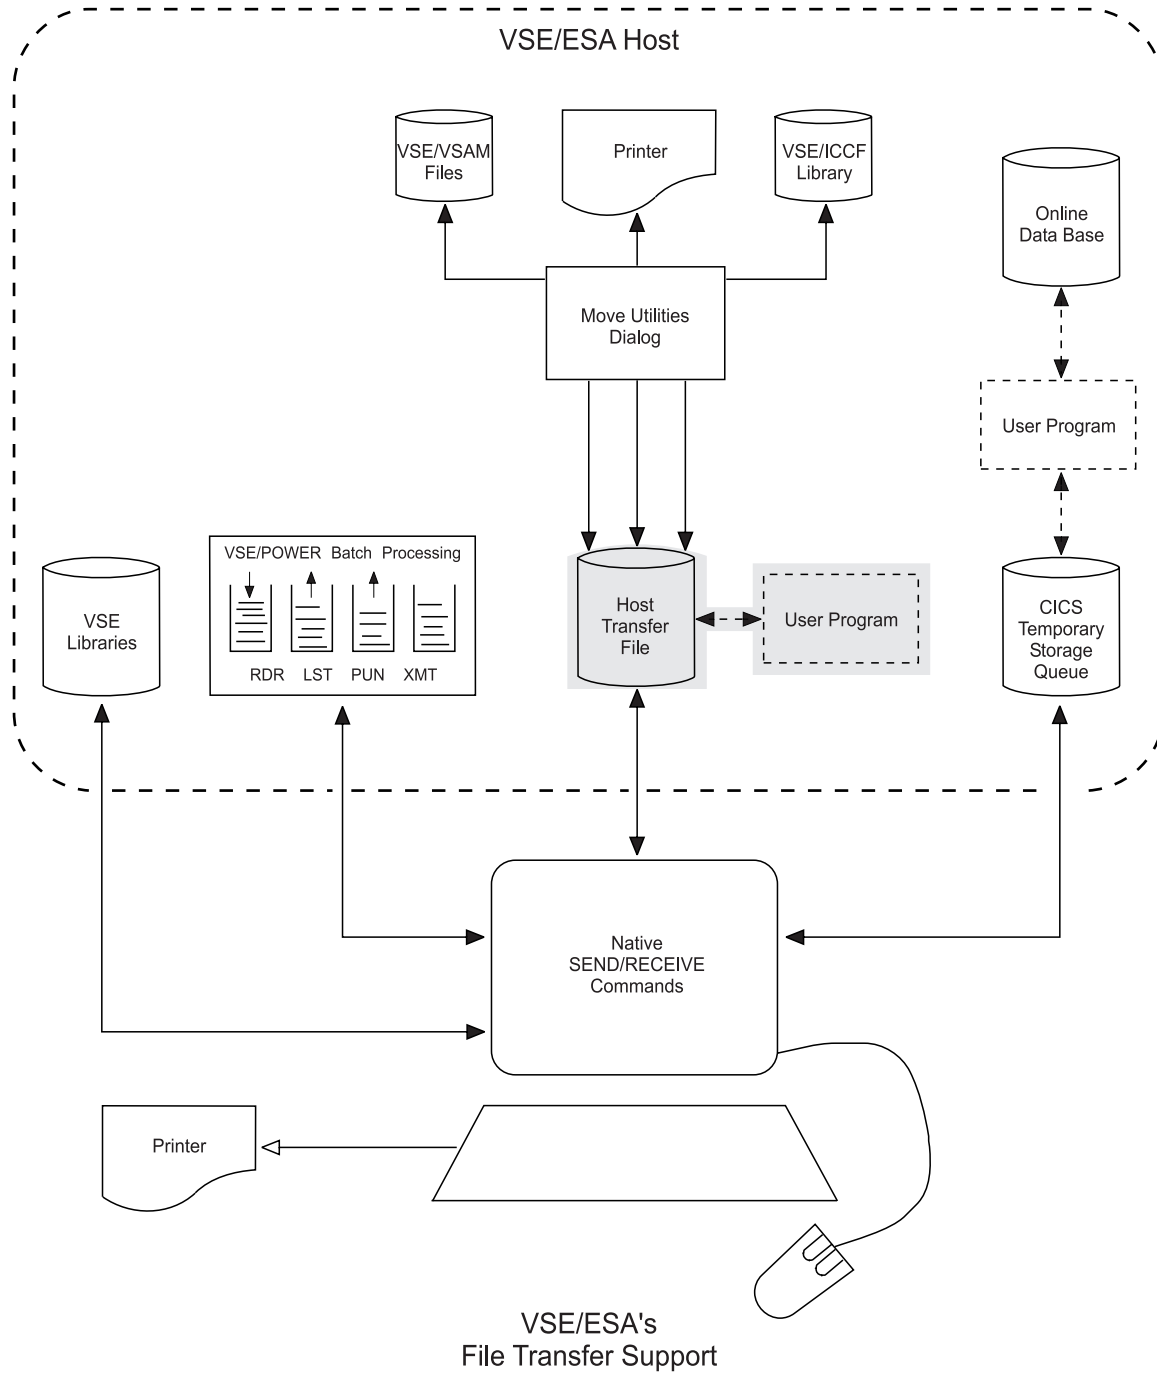 VSE/ESA Host
VSE/VSAM
Files
Printer
VSE/ICCF
Library
Online
Data Base
Move Utilities
Dialog
User Program
VSE/POWER Batch Processing
RDR LST PUN XMT
VSE
Libraries
Host
Transfer
File
User Program
CICS
Temporary
Storage
Queue
Native
SEND/RECEIVE
Commands
Printer
VSE/ESA's
File Transfer Support